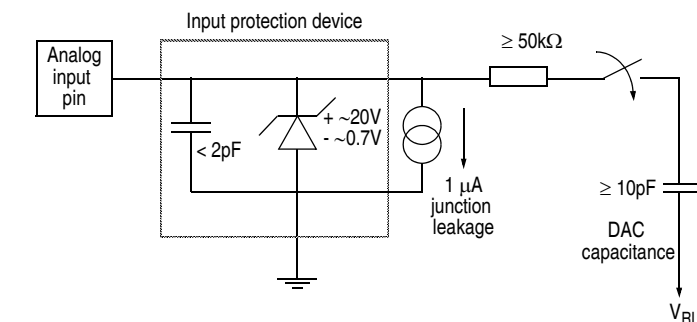 Input protection device
Analog
input
pin
+ ~20V
- ~0.7V
< 2pF
1 µA
junction
leakage
≥ 50kΩ
≥ 10pF
DAC
capacitance